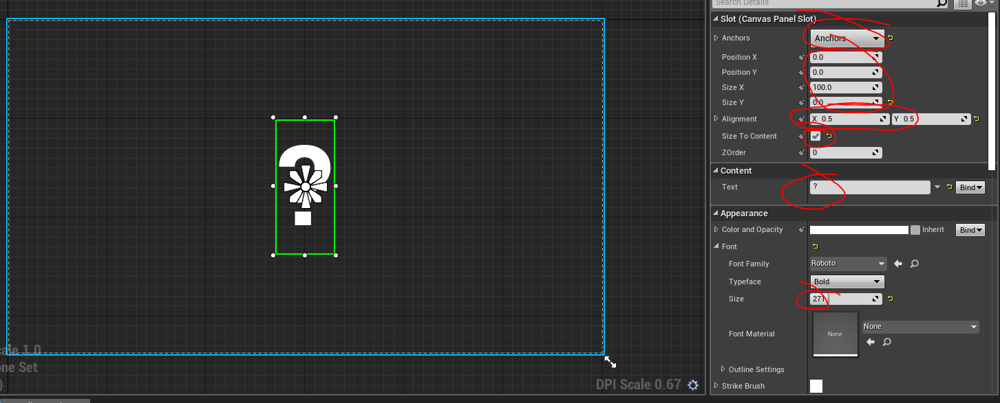 Search Details
Slot (Canvas Panel Slot)
Anchors Anchors
Position X 0.0
Position Y 0.0
Size X 100.0
Size Y 0.0
Alignment X 0.5 Y 0.5
Size To Content
ZOrder 0
Content
Text ? Bind
Appearance
Color and Opacity Inherit Bind
Font
Font Family Roboto
Typeface Bold
Size 271
Font Material None None
Outline Settings
Strike Brush
?
cale 1.0
one Set
)
DPI Scale 0.67